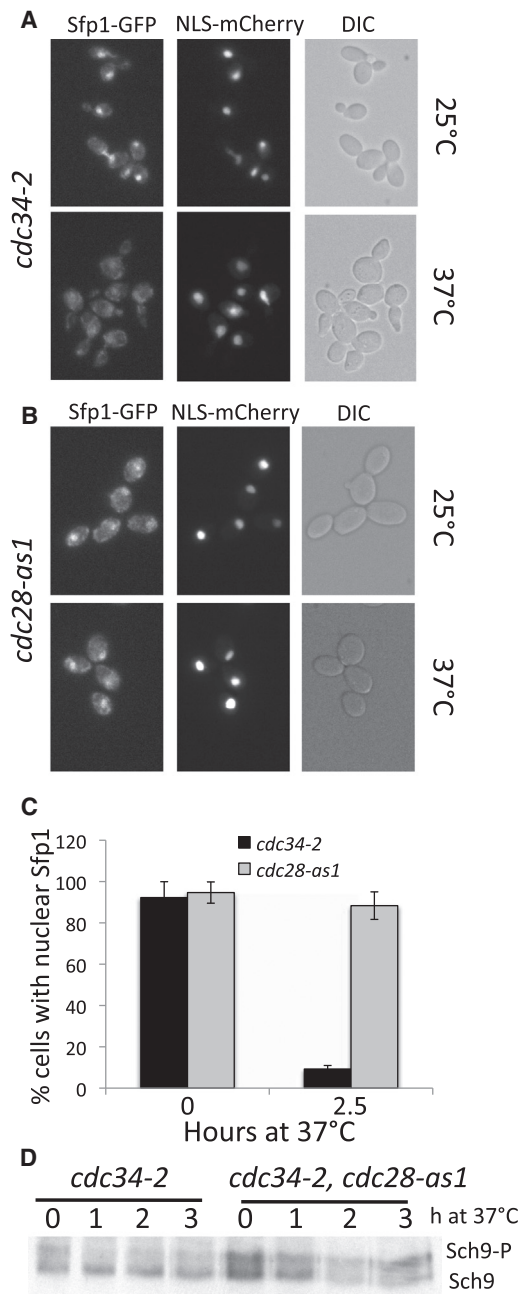 A
Sfp1-GFP NLS-mCherry DIC
cdc34-2
25°C
37°C
B
Sfp1-GFP NLS-mCherry DIC
cdc28-as1
25°C
37°C
C
% cells with nuclear Sfp1
120
100
80
60
40
20
0
cdc34-2
cdc28-as1
0 2.5
Hours at 37°C
D
cdc34-2 cdc34-2, cdc28-as1
0 1 2 3 0 1 2 3 h at 37°C
Sch9-P
Sch9